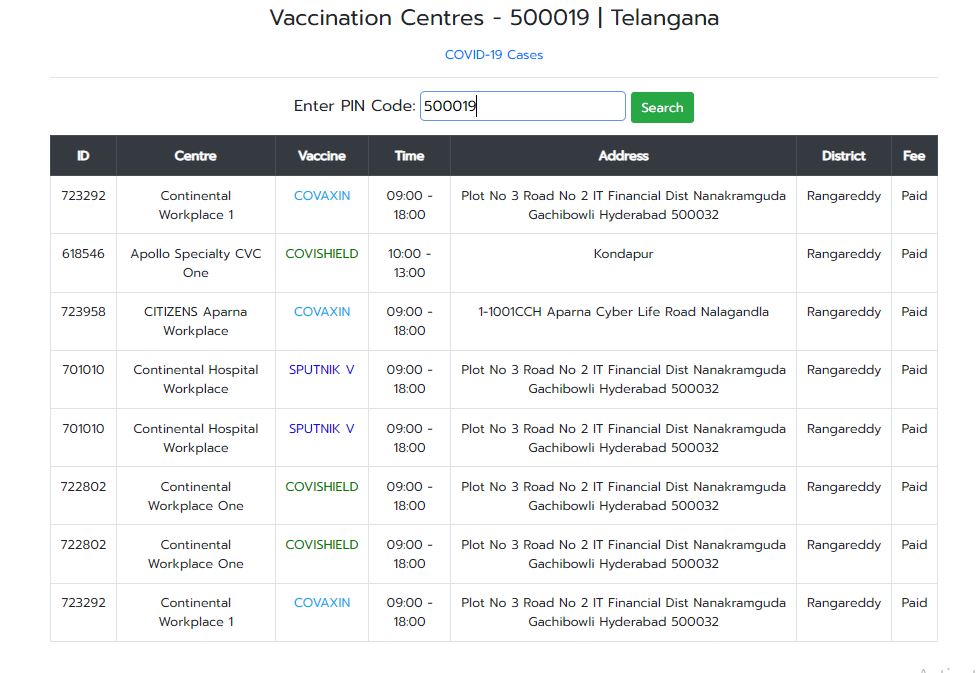 Vaccination Centres - 500019 | Telangana
COVID-19 Cases
Enter PIN Code: 500019 Search
ID Centre Vaccine Time Address District Fee
723292 Continental Workplace 1 COVAXIN 09:00 - 18:00 Plot No 3 Road No 2 IT Financial Dist Nanakramguda Gachibowli Hyderabad 500032 Rangareddy Paid
618546 Apollo Specialty CVC One COVISHIELD 10:00 - 13:00 Kondapur Rangareddy Paid
723958 CITIZENS Aparna Workplace COVAXIN 09:00 - 18:00 1-1001CCH Aparna Cyber Life Road Nalagandla Rangareddy Paid
701010 Continental Hospital Workplace SPUTNIK V 09:00 - 18:00 Plot No 3 Road No 2 IT Financial Dist Nanakramguda Gachibowli Hyderabad 500032 Rangareddy Paid
701010 Continental Hospital Workplace SPUTNIK V 09:00 - 18:00 Plot No 3 Road No 2 IT Financial Dist Nanakramguda Gachibowli Hyderabad 500032 Rangareddy Paid
722802 Continental Workplace One COVISHIELD 09:00 - 18:00 Plot No 3 Road No 2 IT Financial Dist Nanakramguda Gachibowli Hyderabad 500032 Rangareddy Paid
722802 Continental Workplace One COVISHIELD 09:00 - 18:00 Plot No 3 Road No 2 IT Financial Dist Nanakramguda Gachibowli Hyderabad 500032 Rangareddy Paid
723292 Continental Workplace 1 COVAXIN 09:00 - 18:00 Plot No 3 Road No 2 IT Financial Dist Nanakramguda Gachibowli Hyderabad 500032 Rangareddy Paid